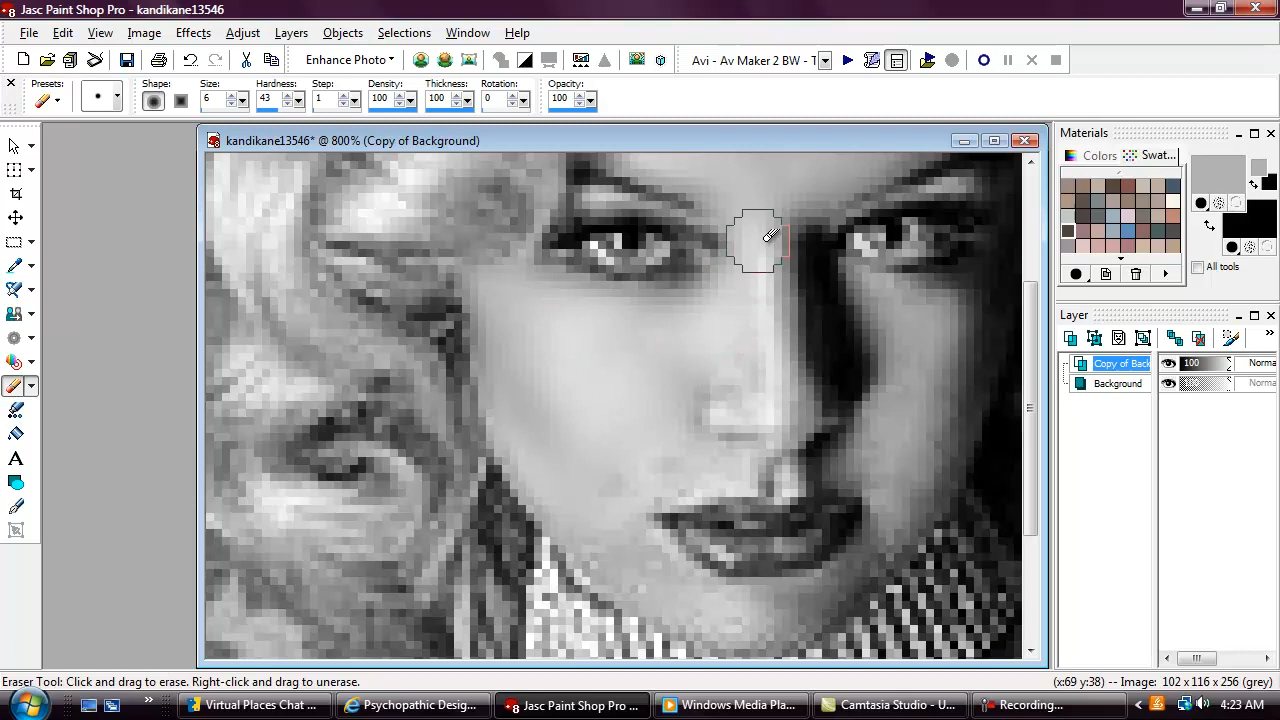 Jasc Paint Shop Pro - kandikane13546
File Edit View Image Effects Adjust Layers Objects Selections Window Help
Enhance Photo
Avi - Av Maker 2 BW - T
Presets: Shape: Size: Hardness: Step: Density: Thickness: Rotation: Opacity:
6 43 1 100 100 0 100
kandikane13546* @ 800% (Copy of Background)
Materials
Colors Swat...
All tools
Layer
Copy of Back 100 Norma
Background Norma
Eraser Tool: Click and drag to erase. Right-click and drag to unerase.
(x:69 y:38) -- Image: 102 x 116 x 256 (grey)
Virtual Places Chat ... Psychopathic Desig... Jasc Paint Shop Pro ... Windows Media Pla... Camtasia Studio - U... Recording... 4:23 AM